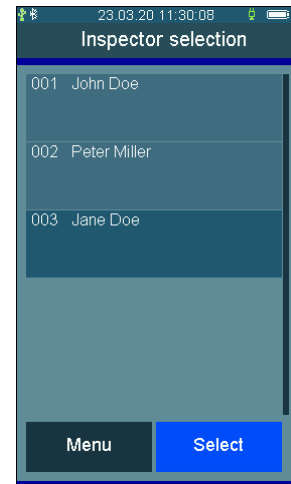 23.03.20 11:30:08
Inspector selection
001 John Doe
002 Peter Miller
003 Jane Doe
Menu Select